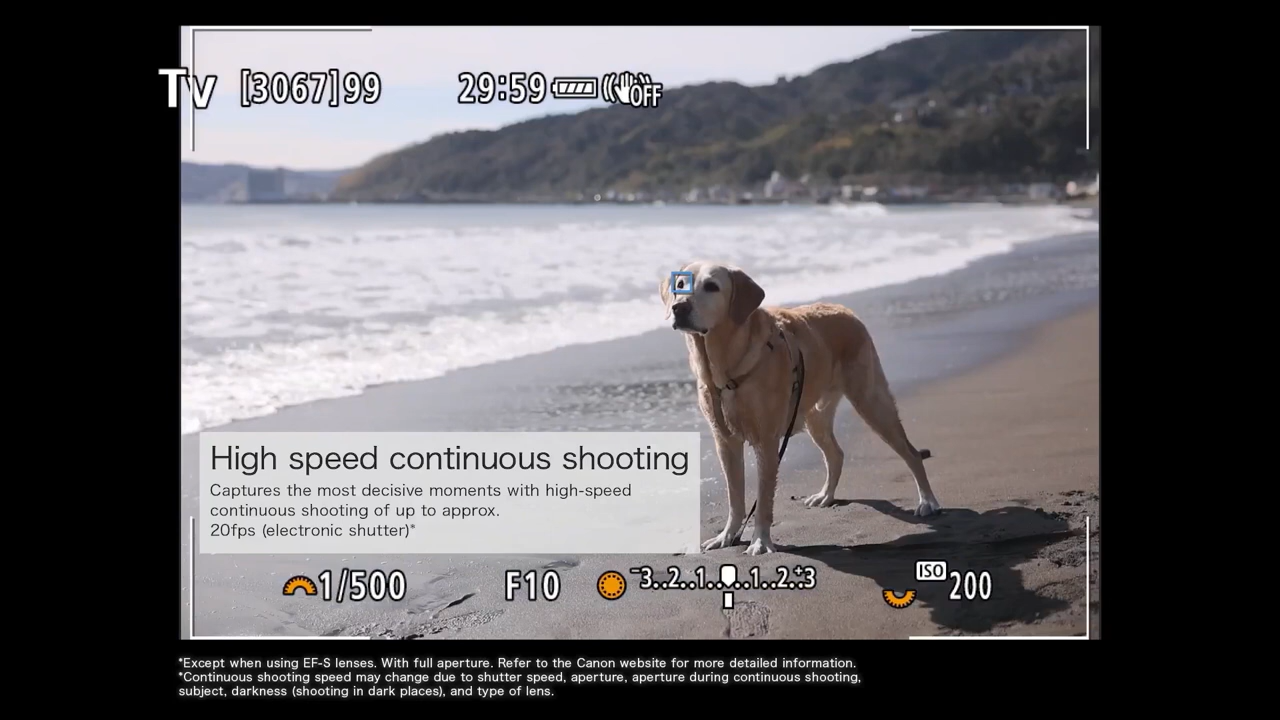 Tv [3067]99 29:59 OFF
High speed continuous shooting
Captures the most decisive moments with high-speed
continuous shooting of up to approx.
20fps (electronic shutter)*
1/500 F10 -3..2..1..0..1..2..+3 ISO 200
*Except when using EF-S lenses. With full aperture. Refer to the Canon website for more detailed information.
*Continuous shooting speed may change due to shutter speed, aperture, aperture during continuous shooting,
subject, darkness (shooting in dark places), and type of lens.